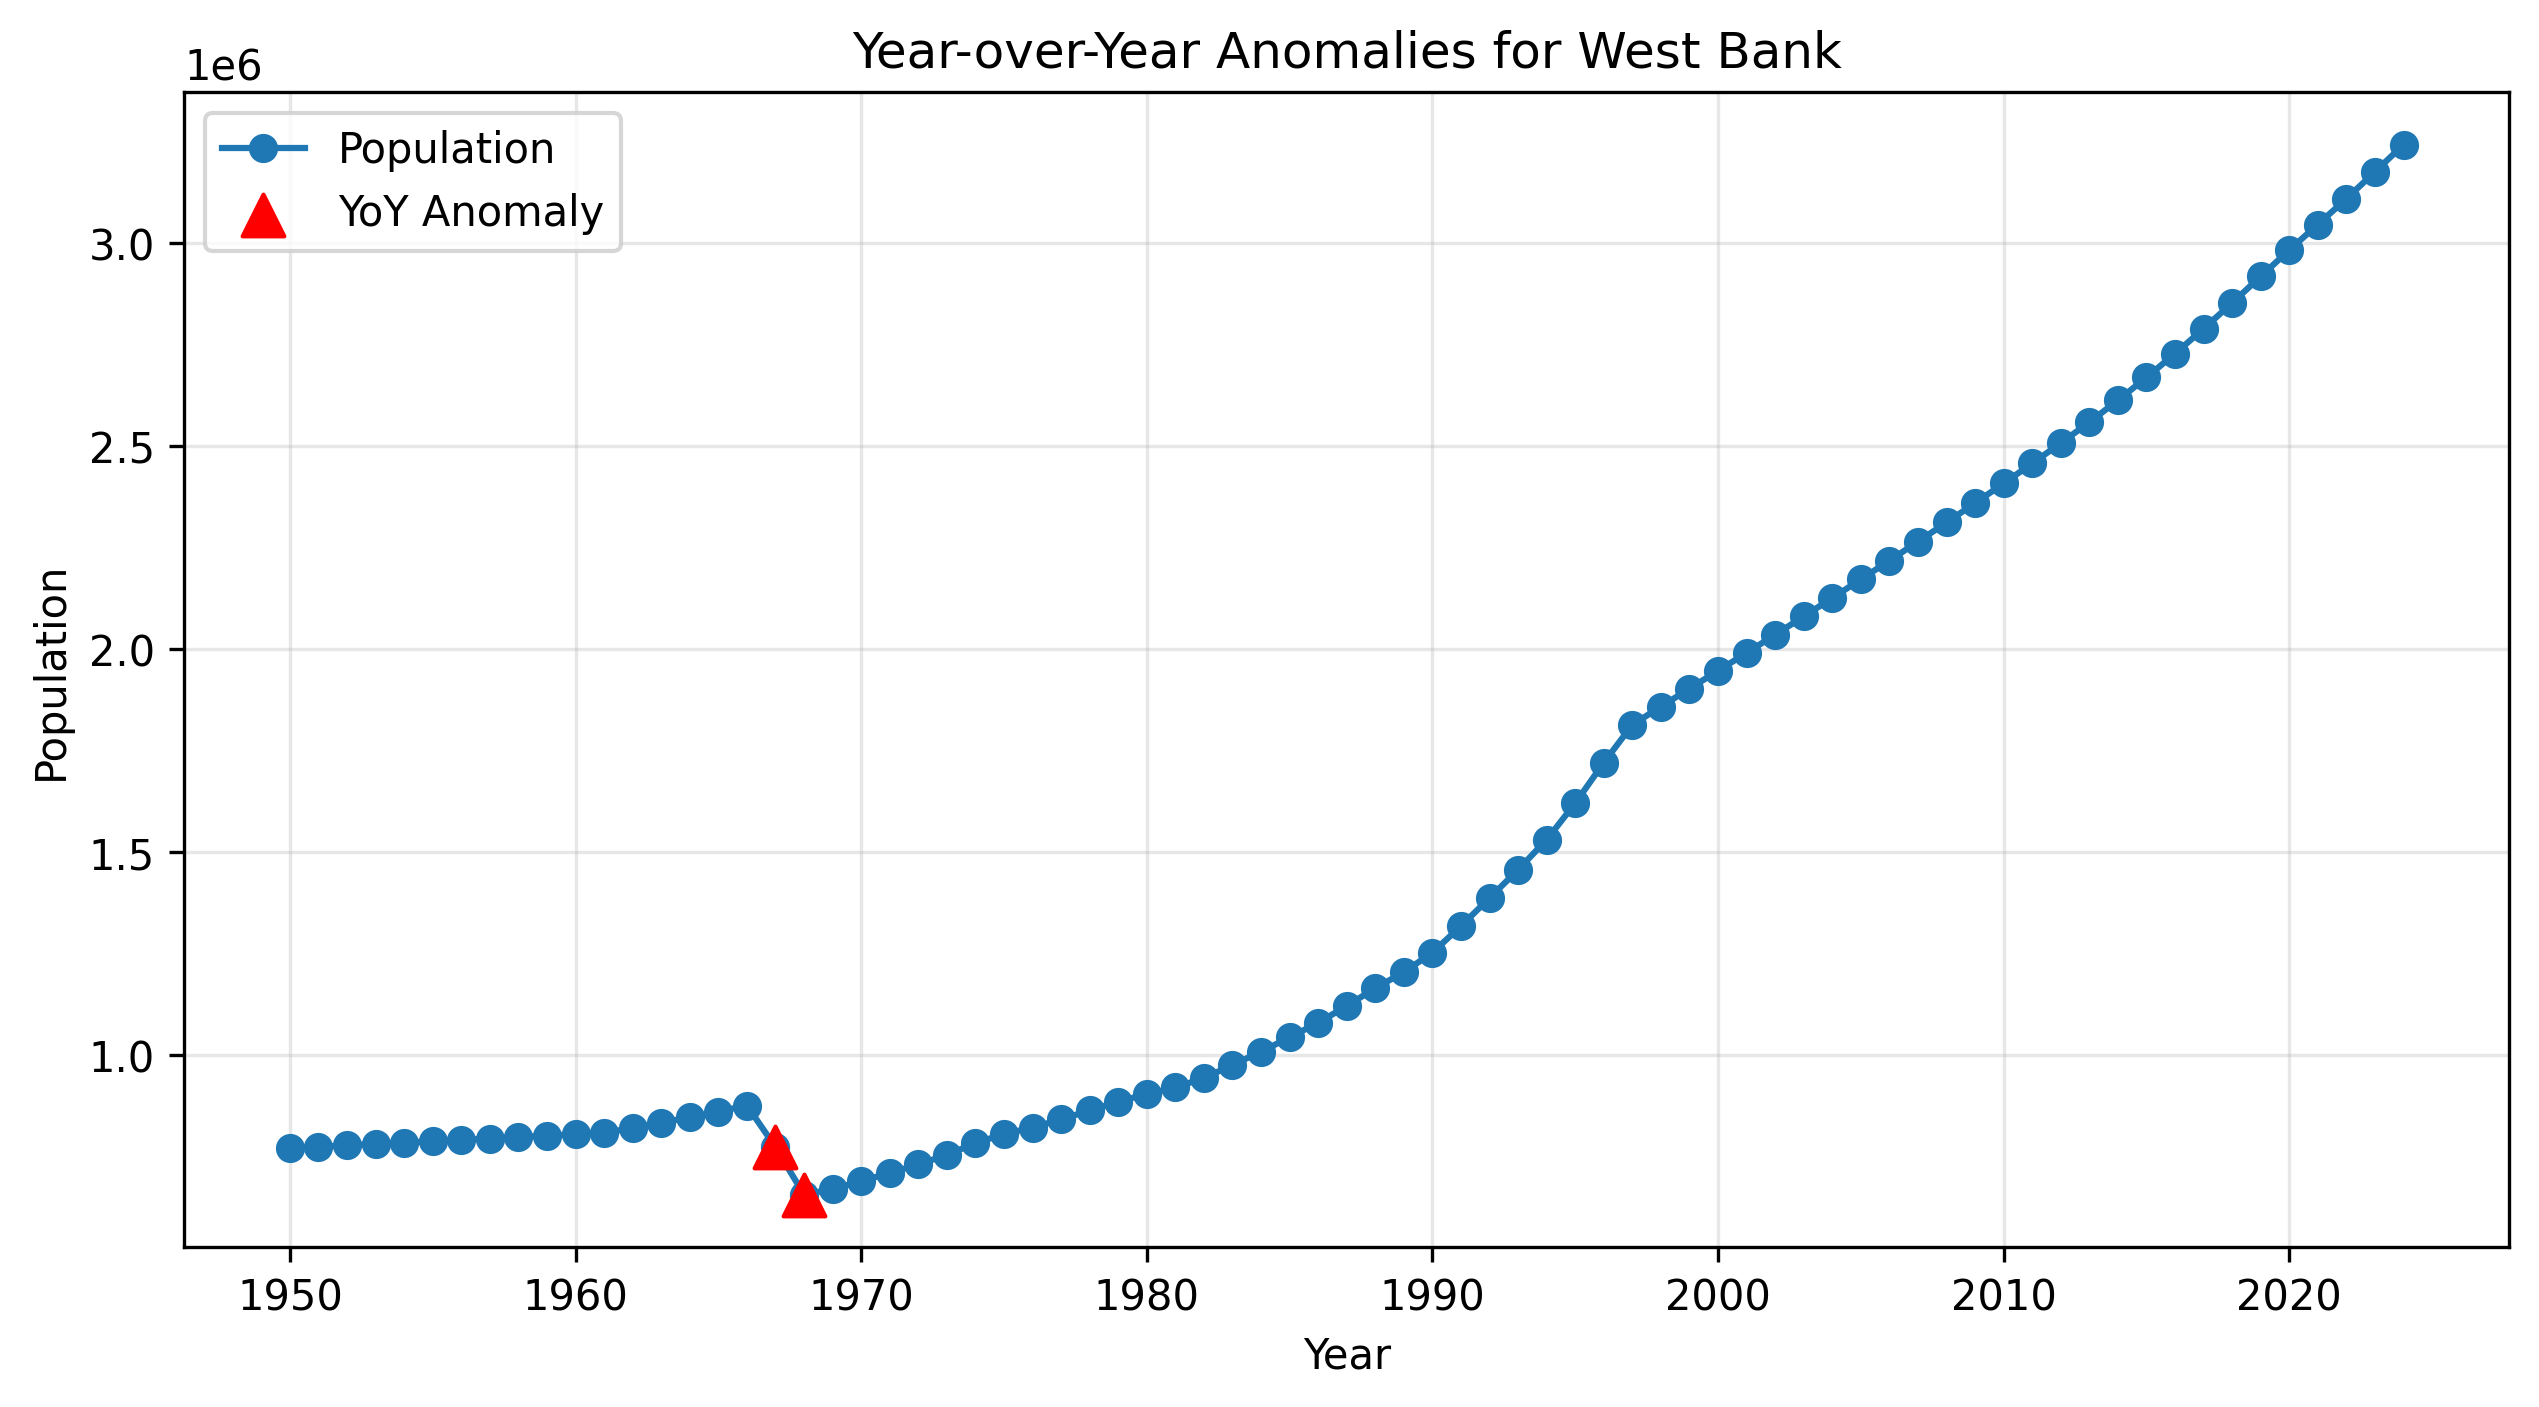 Year-over-Year Anomalies for West Bank
1e6
Population
YoY Anomaly
3.0
2.5
2.0
1.5
1.0
Population
1950 1960 1970 1980 1990 2000 2010 2020
Year